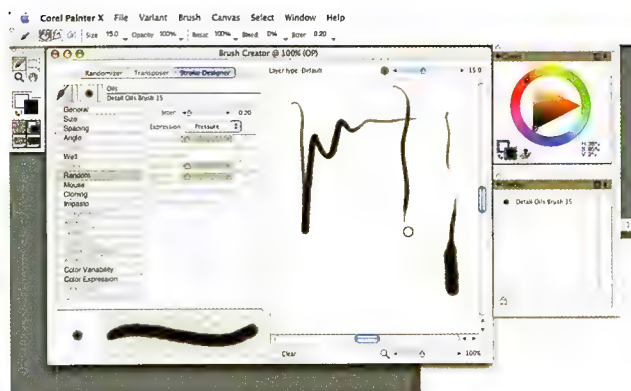 Corel Painter X File Variant Brush Canvas Select Window Help
Size 15.0 Opacity 100% Resat 100% Bleed 0% Jitter 0.20
Brush Creator @ 100% (OP)
Randomizer Transposer Stroke Designer
Layer type Default
15.0
Oils
Detail Oils Brush 15
General
Jitter 0.20
Size
Spacing
Expression Pressure
Angle
Well
Random
Mouse
Cloning
Impasto
Color Variability
Color Expression
Clear
100%
Detail Oils Brush 15